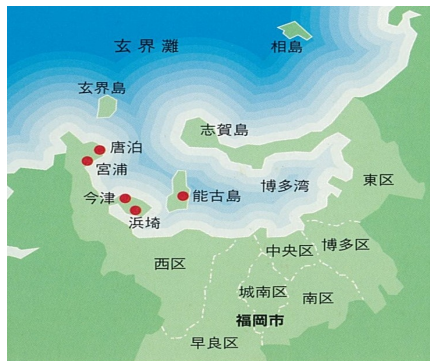 玄界灘
相島
玄界島
志賀島
唐泊
宮浦
博多湾
東区
今津
能古島
浜埼
博多区
中央区
西区
城南区
南区
福岡市
早良区